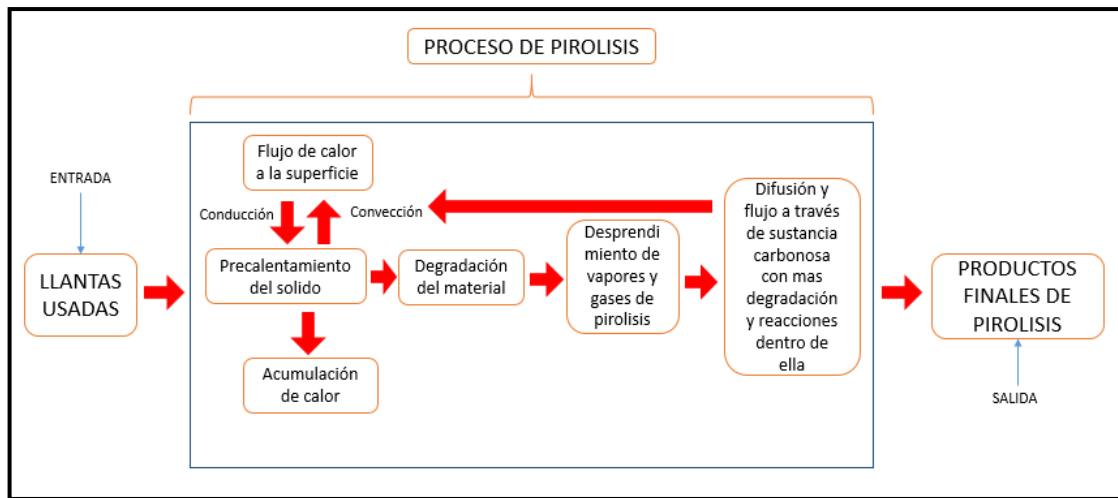 PROCESO DE PIROLISIS
ENTRADA
LLANTAS
USADAS
Flujo de calor
a la superficie
Conducción
Convección
Precalentamiento
del solido
Acumulación
de calor
Degradación
del material
Desprendi
miento de
vapores y
gases de
pirolisis
Difusión y
flujo a través
de sustancia
carbonosa
con mas
degradación
y reacciones
dentro de
ella
PRODUCTOS
FINALES DE
PIROLISIS
SALIDA